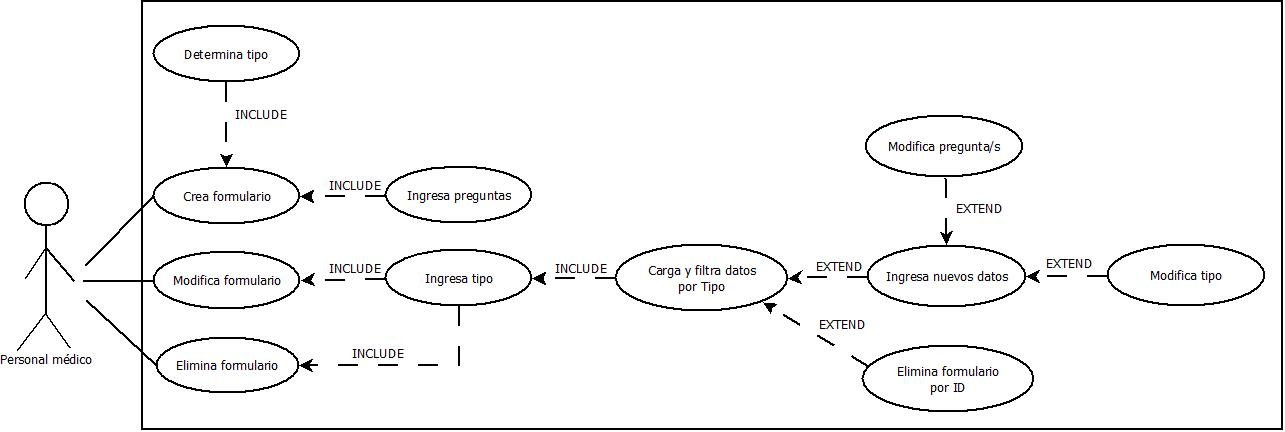 Determina tipo
INCLUDE
Modifica pregunta/s
Crea formulario
INCLUDE
Ingresa preguntas
EXTEND
Modifica formulario
INCLUDE
Ingresa tipo
INCLUDE
Carga y filtra datos
por Tipo
EXTEND
Ingresa nuevos datos
EXTEND
Modifica tipo
EXTEND
Personal médico
Elimina formulario
INCLUDE
Elimina formulario
por ID